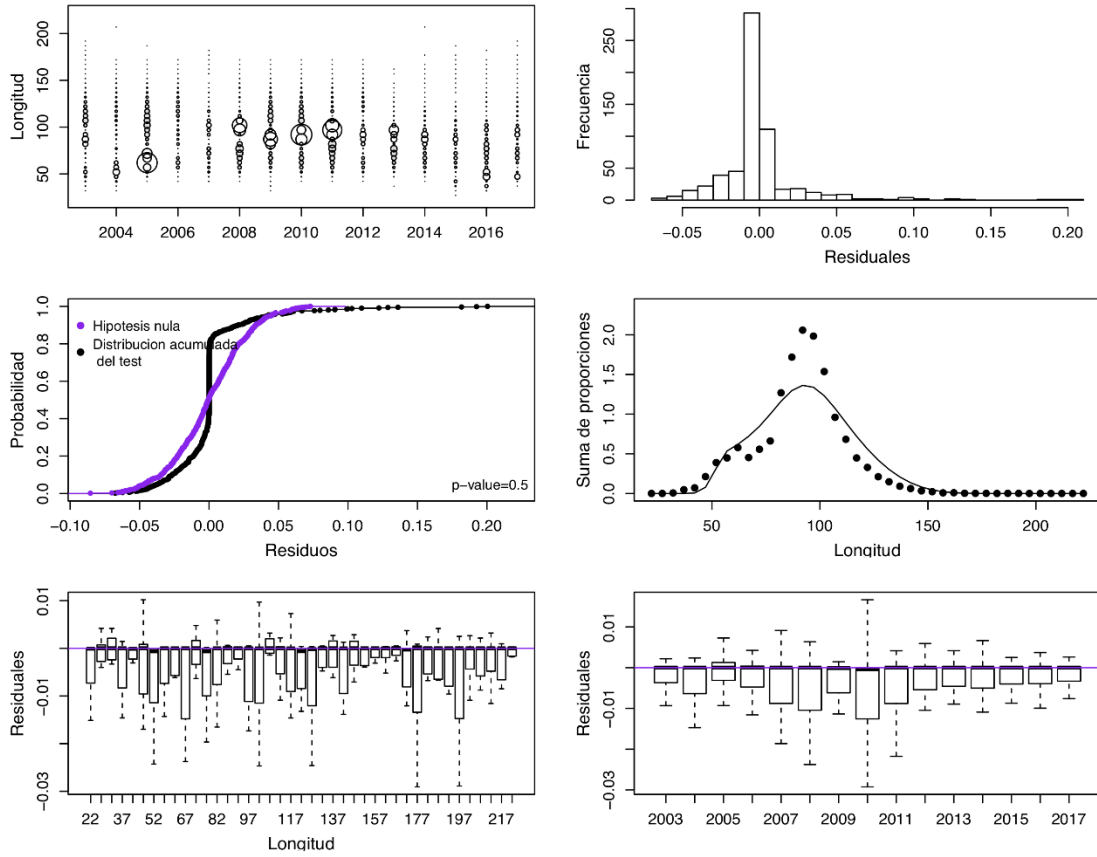 Longitud
200
150
100
50
2004 2006 2008 2010 2012 2014 2016
Frecuencia
250
150
50
0
−0.05 0.00 0.05 0.10 0.15 0.20
Residuales
Probabilidad
1.0
0.8
0.6
0.4
0.2
0.0
Hipotesis nula
Distribucion acumulada
del test
p−value=0.5
−0.10 −0.05 0.00 0.05 0.10 0.15 0.20
Residuos
Suma de proporciones
2.0
1.5
1.0
0.5
0.0
50 100 150 200
Longitud
Residuales
0.01
−0.01
−0.03
22 37 52 67 82 97 117 137 157 177 197 217
Longitud
Residuales
0.01
−0.01
−0.03
2003 2005 2007 2009 2011 2013 2015 2017